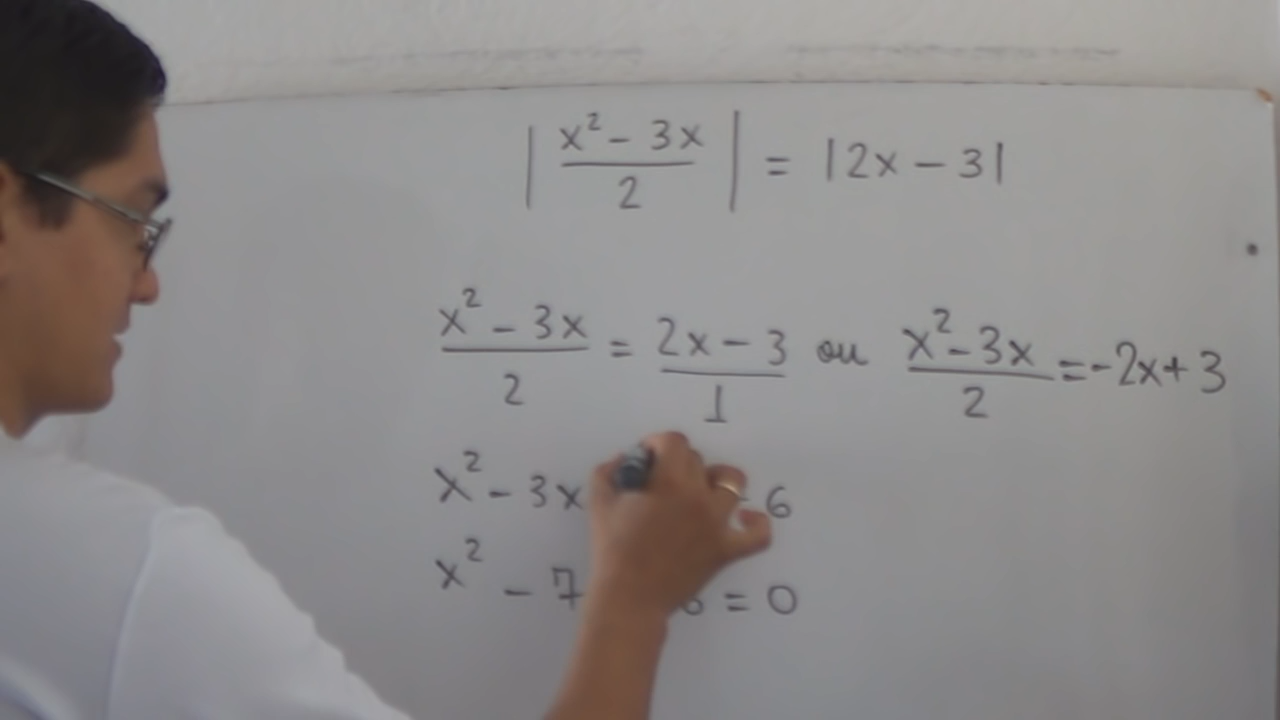 | (x² - 3x)/2 | = |2x - 3|
(x² - 3x)/2 = (2x - 3)/1 ou (x² - 3x)/2 = -2x + 3
x² - 3x - 6
x² - 7 6 = 0